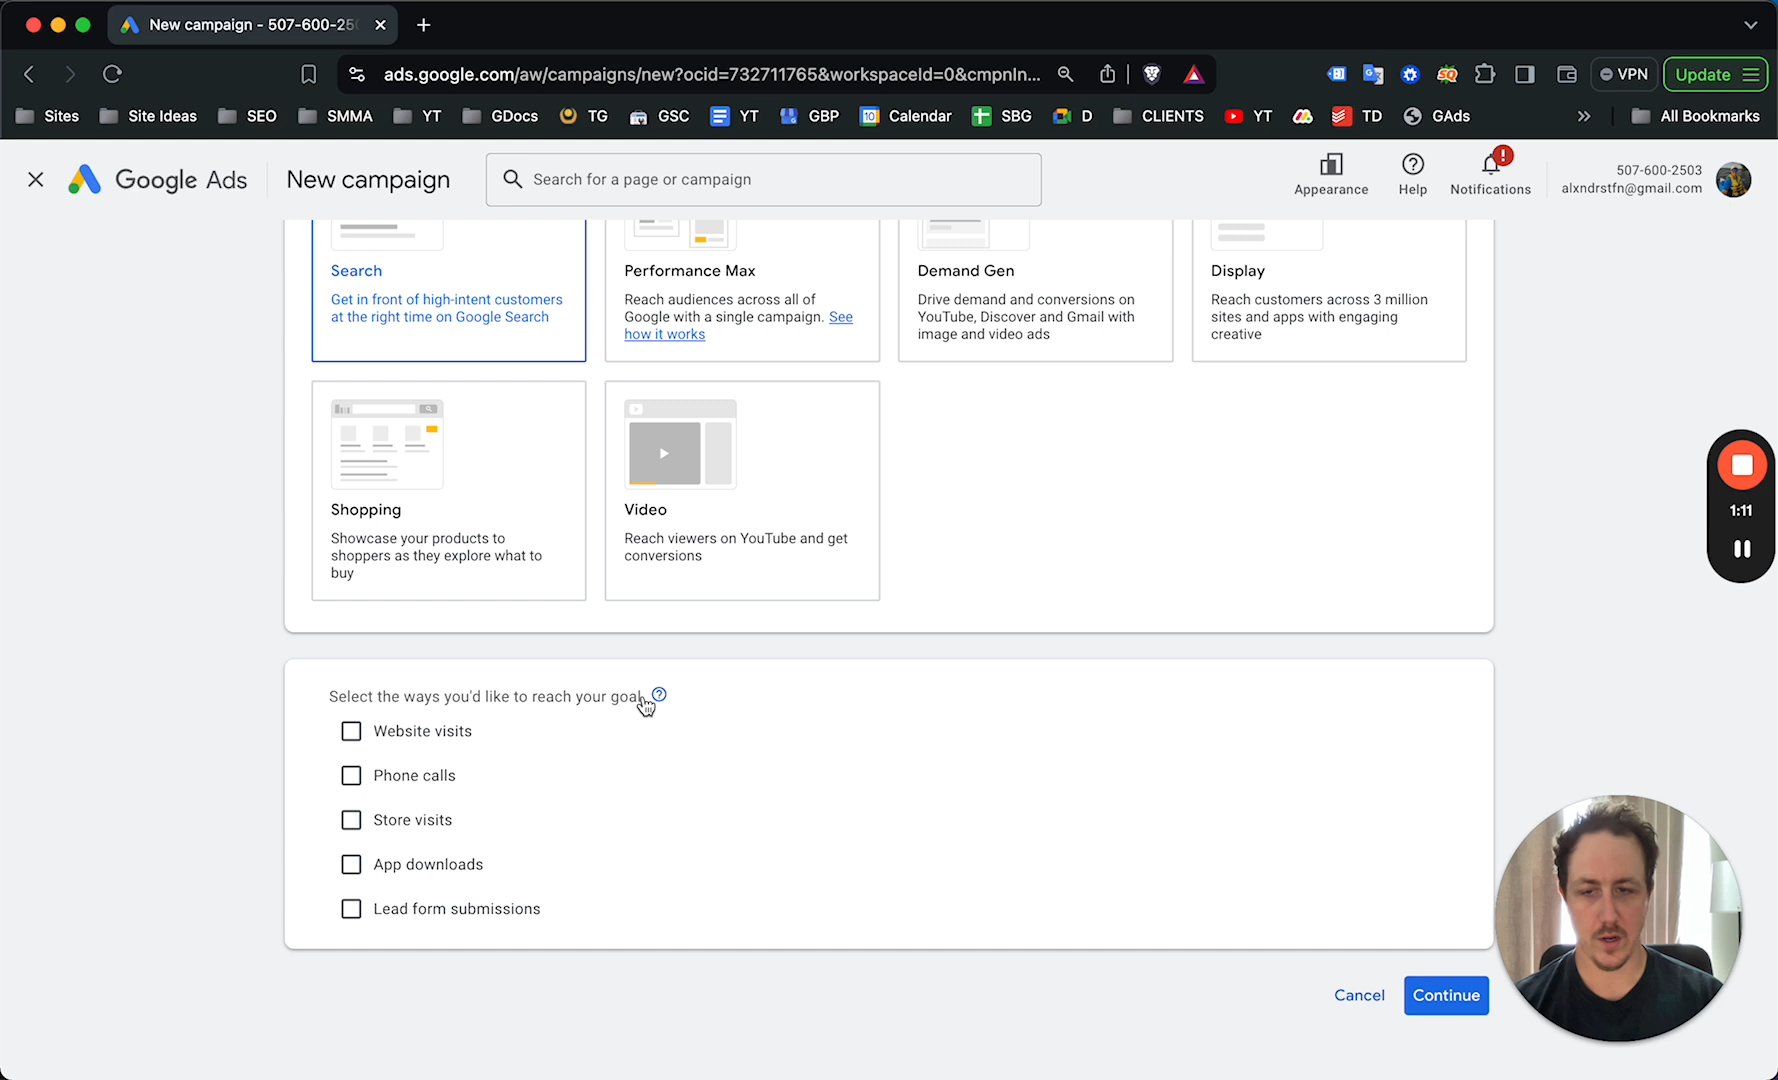 New campaign - 507-600-250
ads.google.com/aw/campaigns/new?ocid=732711765&workspaceId=0&cmpnIn...
VPN
Update
Sites
Site Ideas
SEO
SMMA
YT
GDocs
TG
GSC
YT
GBP
Calendar
SBG
D
CLIENTS
YT
TD
GAds
All Bookmarks
Google Ads
New campaign
Search for a page or campaign
Appearance
Help
Notifications
507-600-2503
alxndrstfn@gmail.com
Search
Get in front of high-intent customers
at the right time on Google Search
Performance Max
Reach audiences across all of
Google with a single campaign. See
how it works
Demand Gen
Drive demand and conversions on
YouTube, Discover and Gmail with
image and video ads
Display
Reach customers across 3 million
sites and apps with engaging
creative
Shopping
Showcase your products to
shoppers as they explore what to
buy
Video
Reach viewers on YouTube and get
conversions
1:11
Select the ways you'd like to reach your goal
Website visits
Phone calls
Store visits
App downloads
Lead form submissions
Cancel
Continue